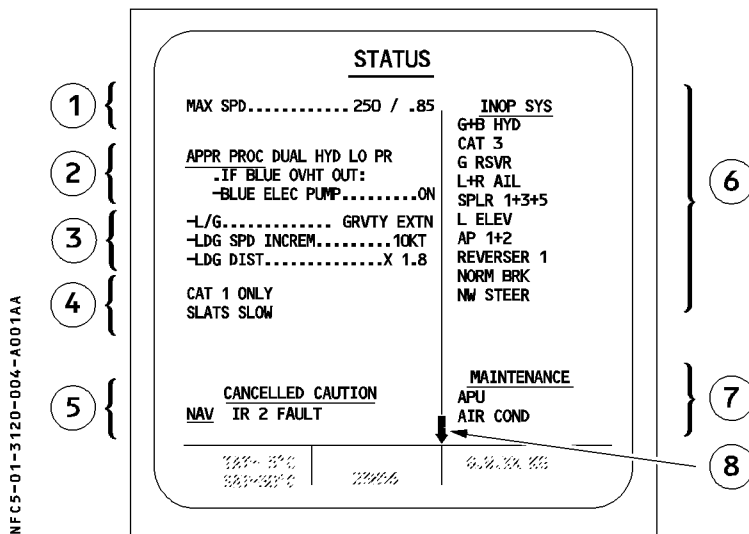 STATUS
1
MAX SPD.............250 / .85
2
APPR PROC DUAL HYD LO PR
.IF BLUE OVHT OUT:
-BLUE ELEC PUMP.........ON
3
-L/G............. GRVTY EXTN
-LDG SPD INCREM.........10KT
-LDG DIST..............X 1.8
4
CAT 1 ONLY
SLATS SLOW
5
CANCELLED CAUTION
NAV IR 2 FAULT
INOP SYS
G+B HYD
CAT 3
G RSVR
L+R AIL
SPLR 1+3+5
L ELEV
AP 1+2
REVERSER 1
NORM BRK
NW STEER
6
MAINTENANCE
APU
AIR COND
7
8
NFC5-01-3120-004-A001AA